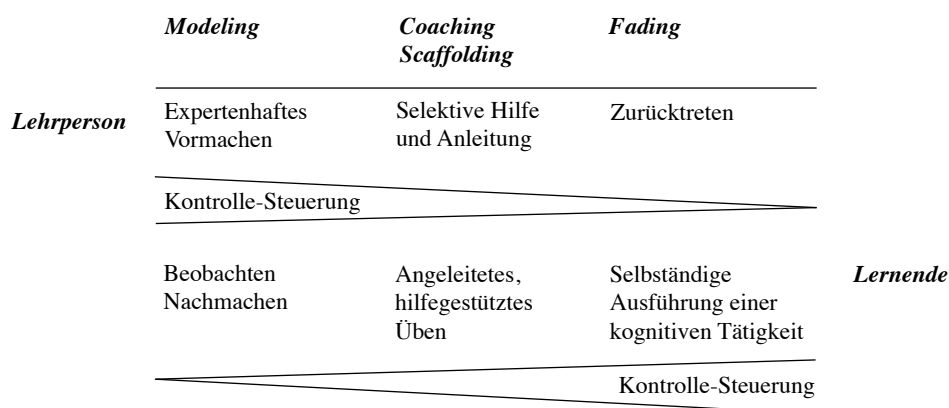 Modeling Coaching Fading
Scaffolding
Lehrperson
Expertenhaftes Selektive Hilfe Zurücktreten
Vormachen und Anleitung
Kontrolle-Steuerung
Beobachten Angeleitetes, Selbständige Lernende
Nachmachen hilfegestütztes Ausführung einer
Üben kognitiven Tätigkeit
Kontrolle-Steuerung